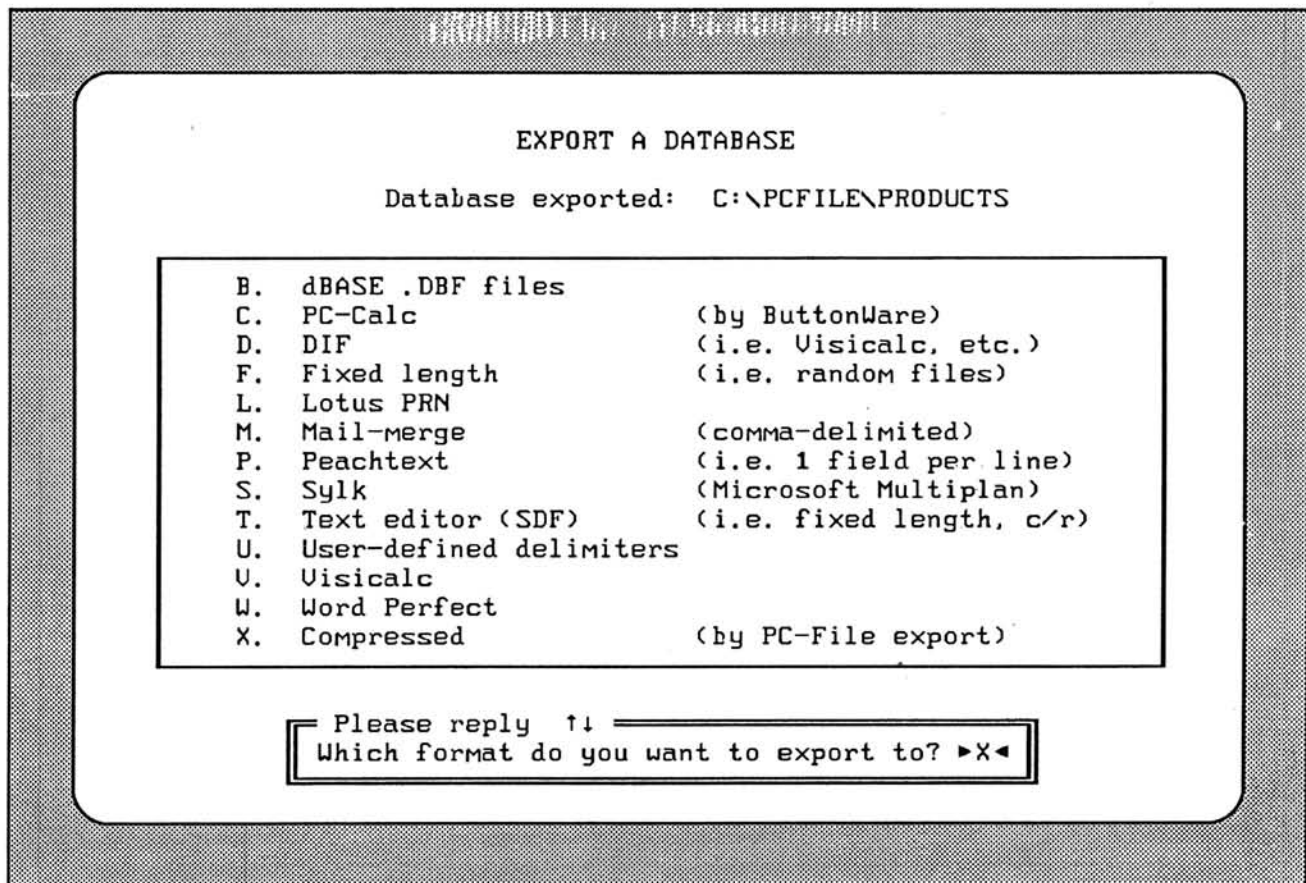 EXPORT A DATABASE
Database exported: C:\PCFILE\PRODUCTS
B. dBASE .DBF files
C. PC-Calc (by ButtonWare)
D. DIF (i.e. Visicalc, etc.)
F. Fixed length (i.e. random files)
L. Lotus PRN
M. Mail-merge (comma-delimited)
P. Peachtext (i.e. 1 field per line)
S. Sylk (Microsoft Multiplan)
T. Text editor (SDF) (i.e. fixed length, c/r)
U. User-defined delimiters
V. Visicalc
W. Word Perfect
X. Compressed (by PC-File export)
Please reply ↑↓
Which format do you want to export to? ►X◄